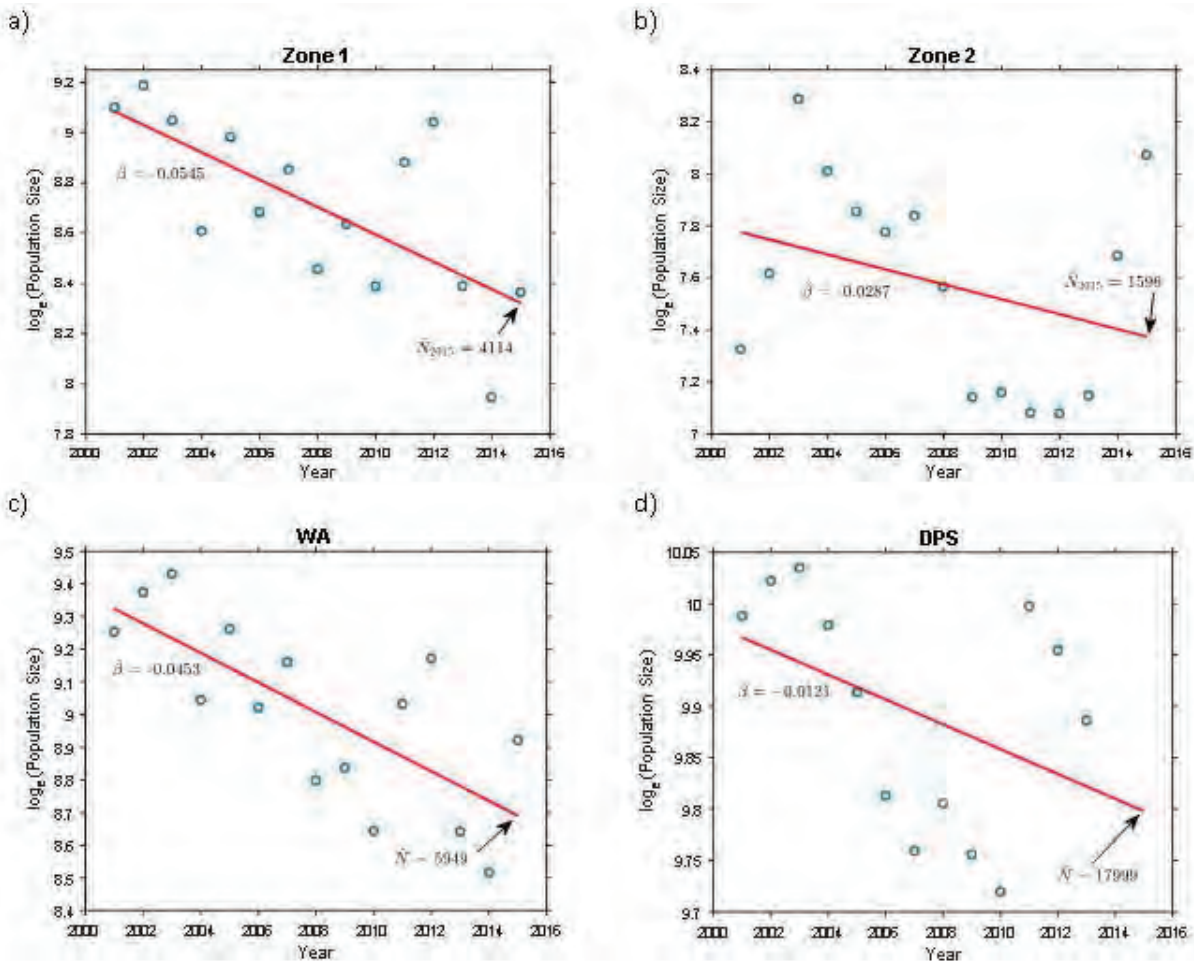 a)
Zone 1
9.2
9
8.8
8.6
8.4
8.2
8
7.8
log_e(Population Size)
β̂ = -0.0545
N̂₂₀₁₅ = 4114
2000 2002 2004 2006 2008 2010 2012 2014 2016
Year
b)
Zone 2
8.4
8.2
8
7.8
7.6
7.4
7.2
7
log_e(Population Size)
β̂ = -0.0287
N̂₂₀₁₅ = 1596
2000 2002 2004 2006 2008 2010 2012 2014 2016
Year
c)
WA
9.5
9.4
9.3
9.2
9.1
9
8.9
8.8
8.7
8.6
8.5
8.4
log_e(Population Size)
β̂ = -0.0453
N̂ = 5949
2000 2002 2004 2006 2008 2010 2012 2014 2016
Year
d)
DPS
10.05
10
9.95
9.9
9.85
9.8
9.75
9.7
log_e(Population Size)
β̂ = -0.0121
N̂ = 17999
2000 2002 2004 2006 2008 2010 2012 2014 2016
Year